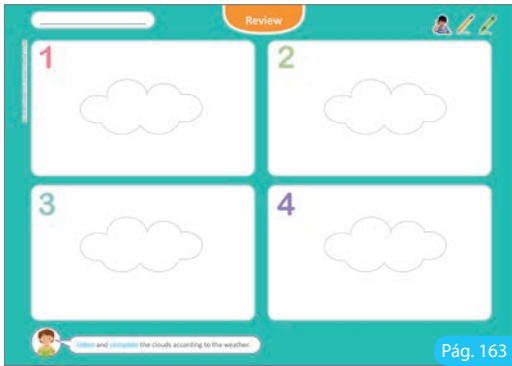 Review
1
2
3
4
Listen and complete the clouds according to the weather.
Pág. 163